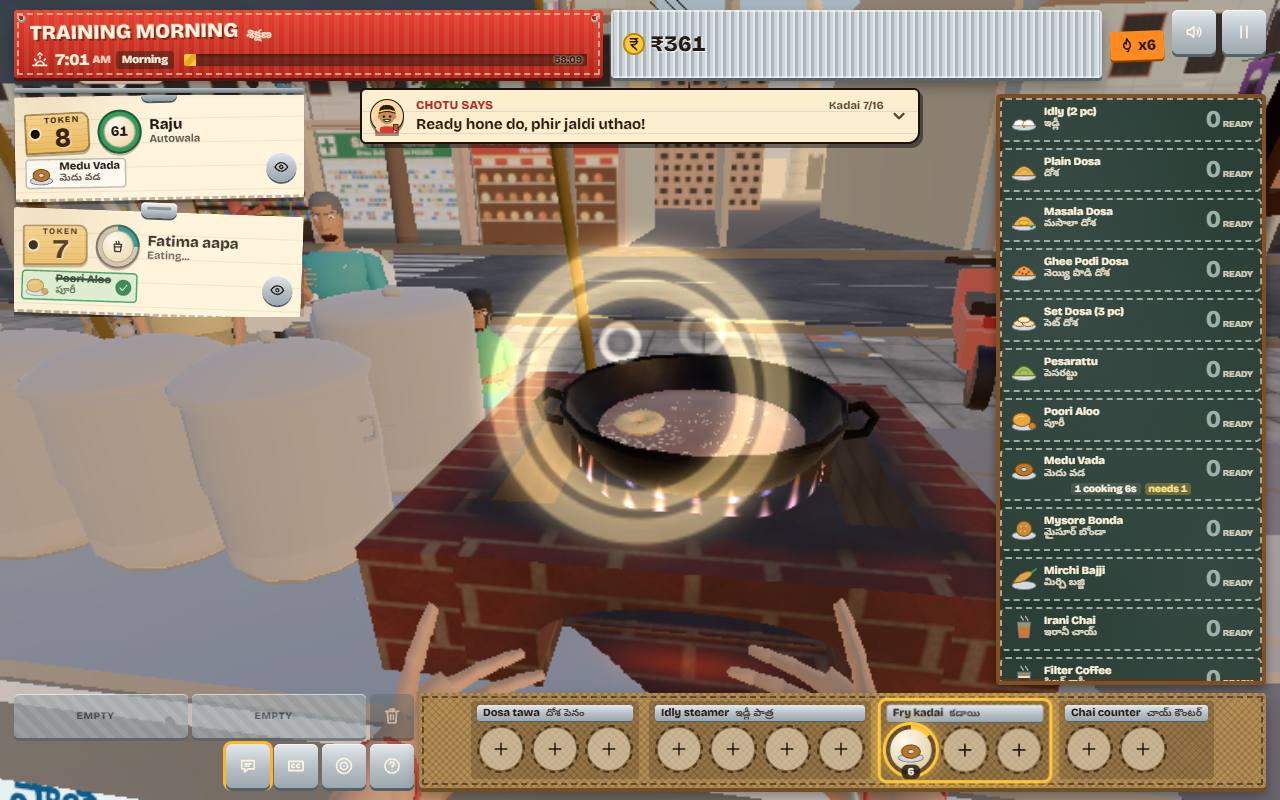 TRAINING MORNING శిక్షణ
7:01 AM Morning 58:09
₹361
x6
TOKEN
8
61
Raju
Autowala
Medu Vada
మెదు వడ
TOKEN
7
Fatima aapa
Eating...
Poori Aloo
పూరీ
CHOTU SAYS
Kadai 7/16
Ready hone do, phir jaldi uthao!
Idly (2 pc)
ఇడ్లీ
0 READY
Plain Dosa
దోశ
0 READY
Masala Dosa
మసాలా దోశ
0 READY
Ghee Podi Dosa
నెయ్యి పొడి దోశ
0 READY
Set Dosa (3 pc)
సెట్ దోశ
0 READY
Pesarattu
పెసరట్టు
0 READY
Poori Aloo
పూరీ
0 READY
Medu Vada
మెదు వడ
0 READY
1 cooking 6s needs 1
Mysore Bonda
మైసూర్ బోండా
0 READY
Mirchi Bajji
మిర్చి బజ్జి
0 READY
Irani Chai
ఇరానీ చాయ్
0 READY
Filter Coffee
EMPTY
EMPTY
CC
Dosa tawa దోశ పెనం
Idly steamer ఇడ్లీ పాత్ర
Fry kadai కడాయి
6
Chai counter చాయ్ కౌంటర్